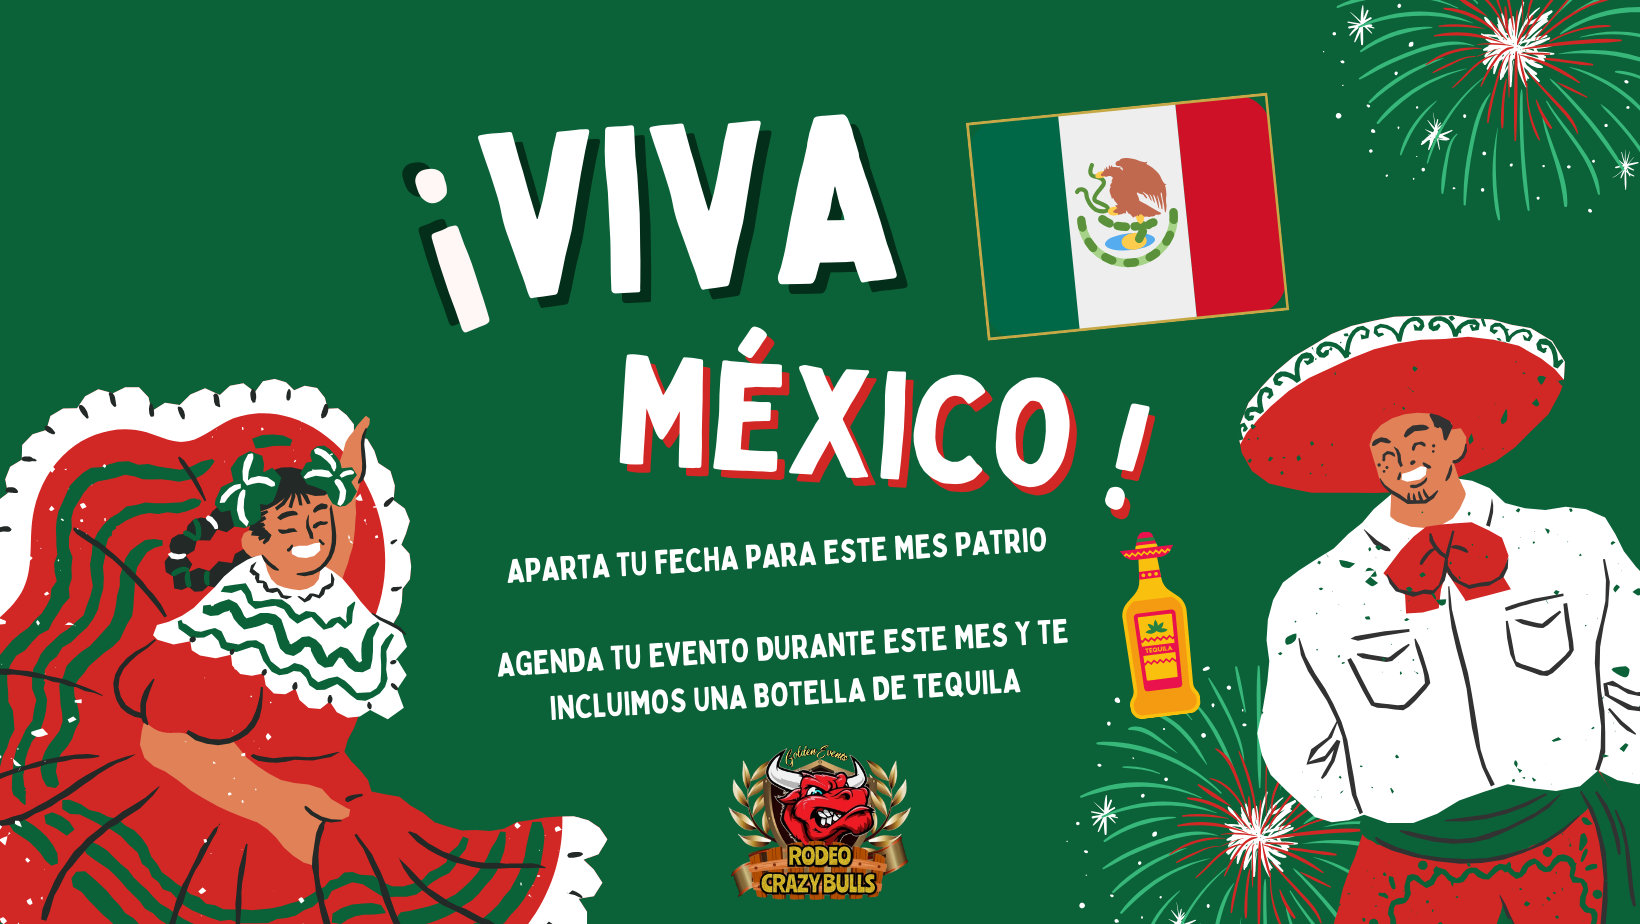 ¡VIVA
MÉXICO!
APARTA TU FECHA PARA ESTE MES PATRIO
AGENDA TU EVENTO DURANTE ESTE MES Y TE
INCLUIMOS UNA BOTELLA DE TEQUILA
TEQUILA
Golden Events
RODEO
CRAZY BULLS